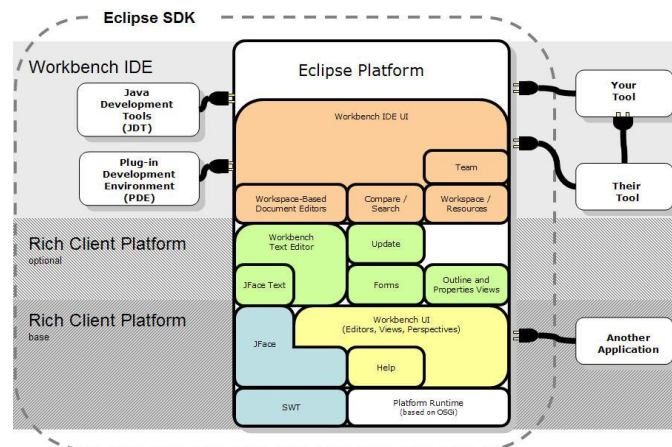 Eclipse SDK
Workbench IDE
Eclipse Platform
Java
Development
Tools
(JDT)
Your
Tool
Workbench IDE UI
Plug-in
Development
Environment
(PDE)
Team
Their
Tool
Workspace-Based
Document Editors
Compare /
Search
Workspace /
Resources
Rich Client Platform
optional
Workbench
Text Editor
Update
JFace Text
Forms
Outline and
Properties Views
Rich Client Platform
base
JFace
Workbench UI
(Editors, Views, Perspectives)
Another
Application
Help
SWT
Platform Runtime
(based on OSGi)